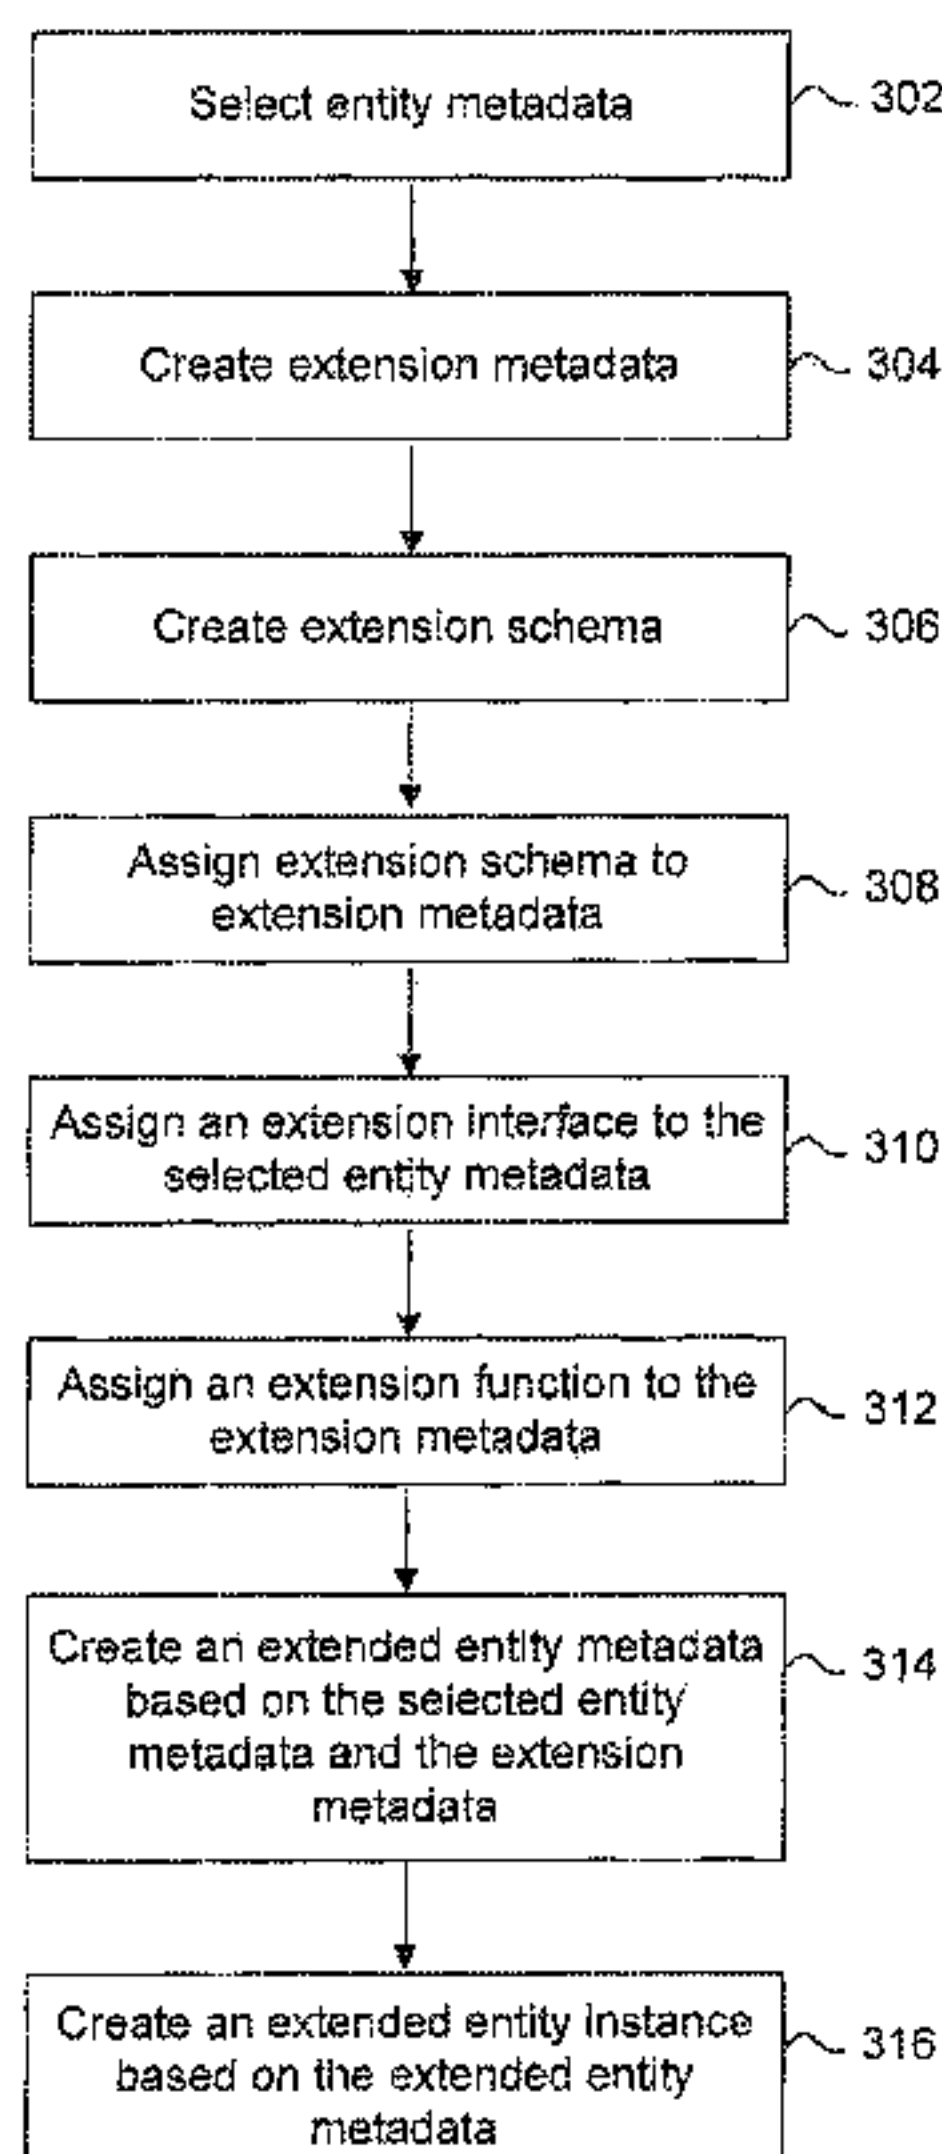 Select entity metadata
302
Create extension metadata
304
Create extension schema
306
Assign extension schema to
extension metadata
308
Assign an extension interface to the
selected entity metadata
310
Assign an extension function to the
extension metadata
312
Create an extended entity metadata
based on the selected entity
metadata and the extension
metadata
314
Create an extended entity instance
based on the extended entity
metadata
316